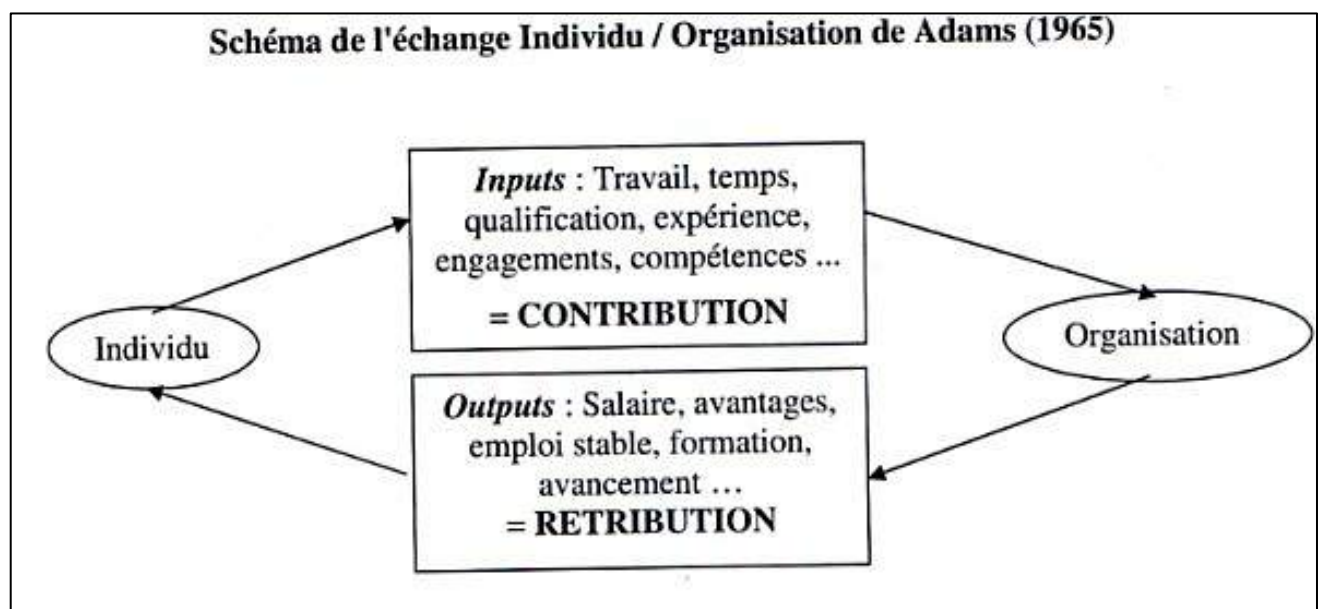 Schéma de l'échange Individu / Organisation de Adams (1965)
Inputs : Travail, temps,
qualification, expérience,
engagements, compétences ...
= CONTRIBUTION
Individu
Organisation
Outputs : Salaire, avantages,
emploi stable, formation,
avancement ...
= RETRIBUTION